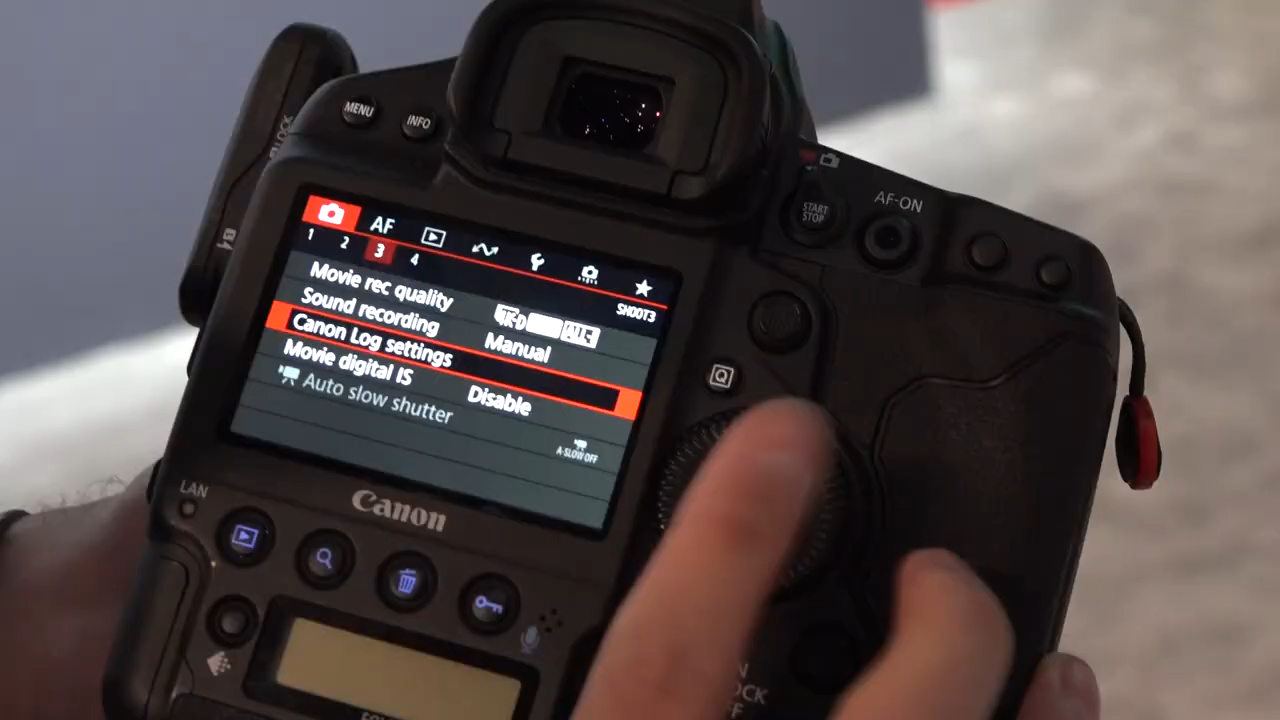 LOCK
MENU
INFO
AF-ON
START
STOP
AF
1 2 3 4
SHOOT3
Movie rec quality
Sound recording Manual
Canon Log settings
Movie digital IS Disable
Auto slow shutter
A-SLOW OFF
Q
LAN
Canon